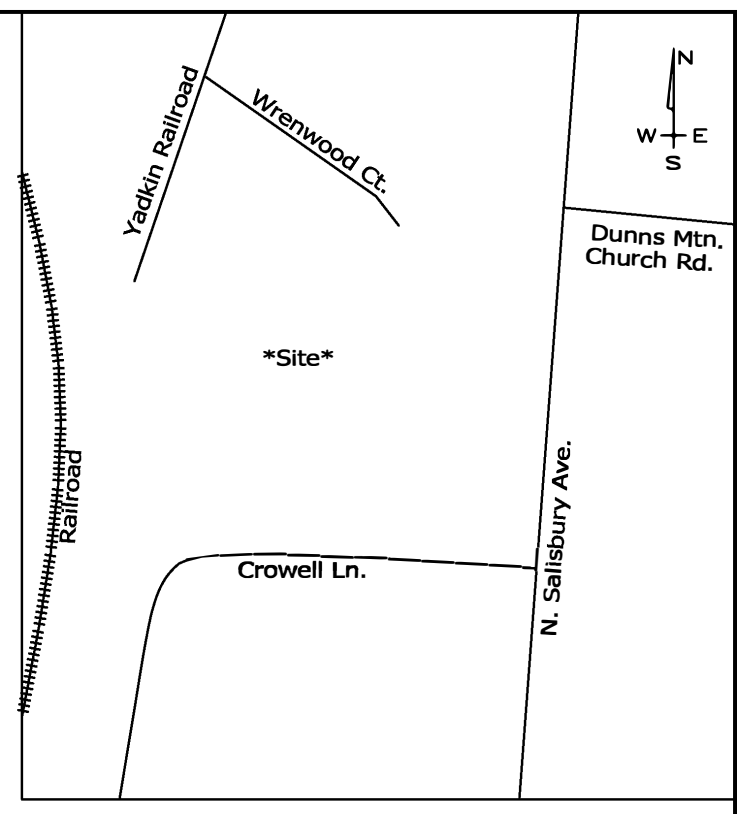 Yadkin Railroad
Wrenwood Ct.
N
W E
S
Dunns Mtn.
Church Rd.
*Site*
Railroad
N. Salisbury Ave.
Crowell Ln.